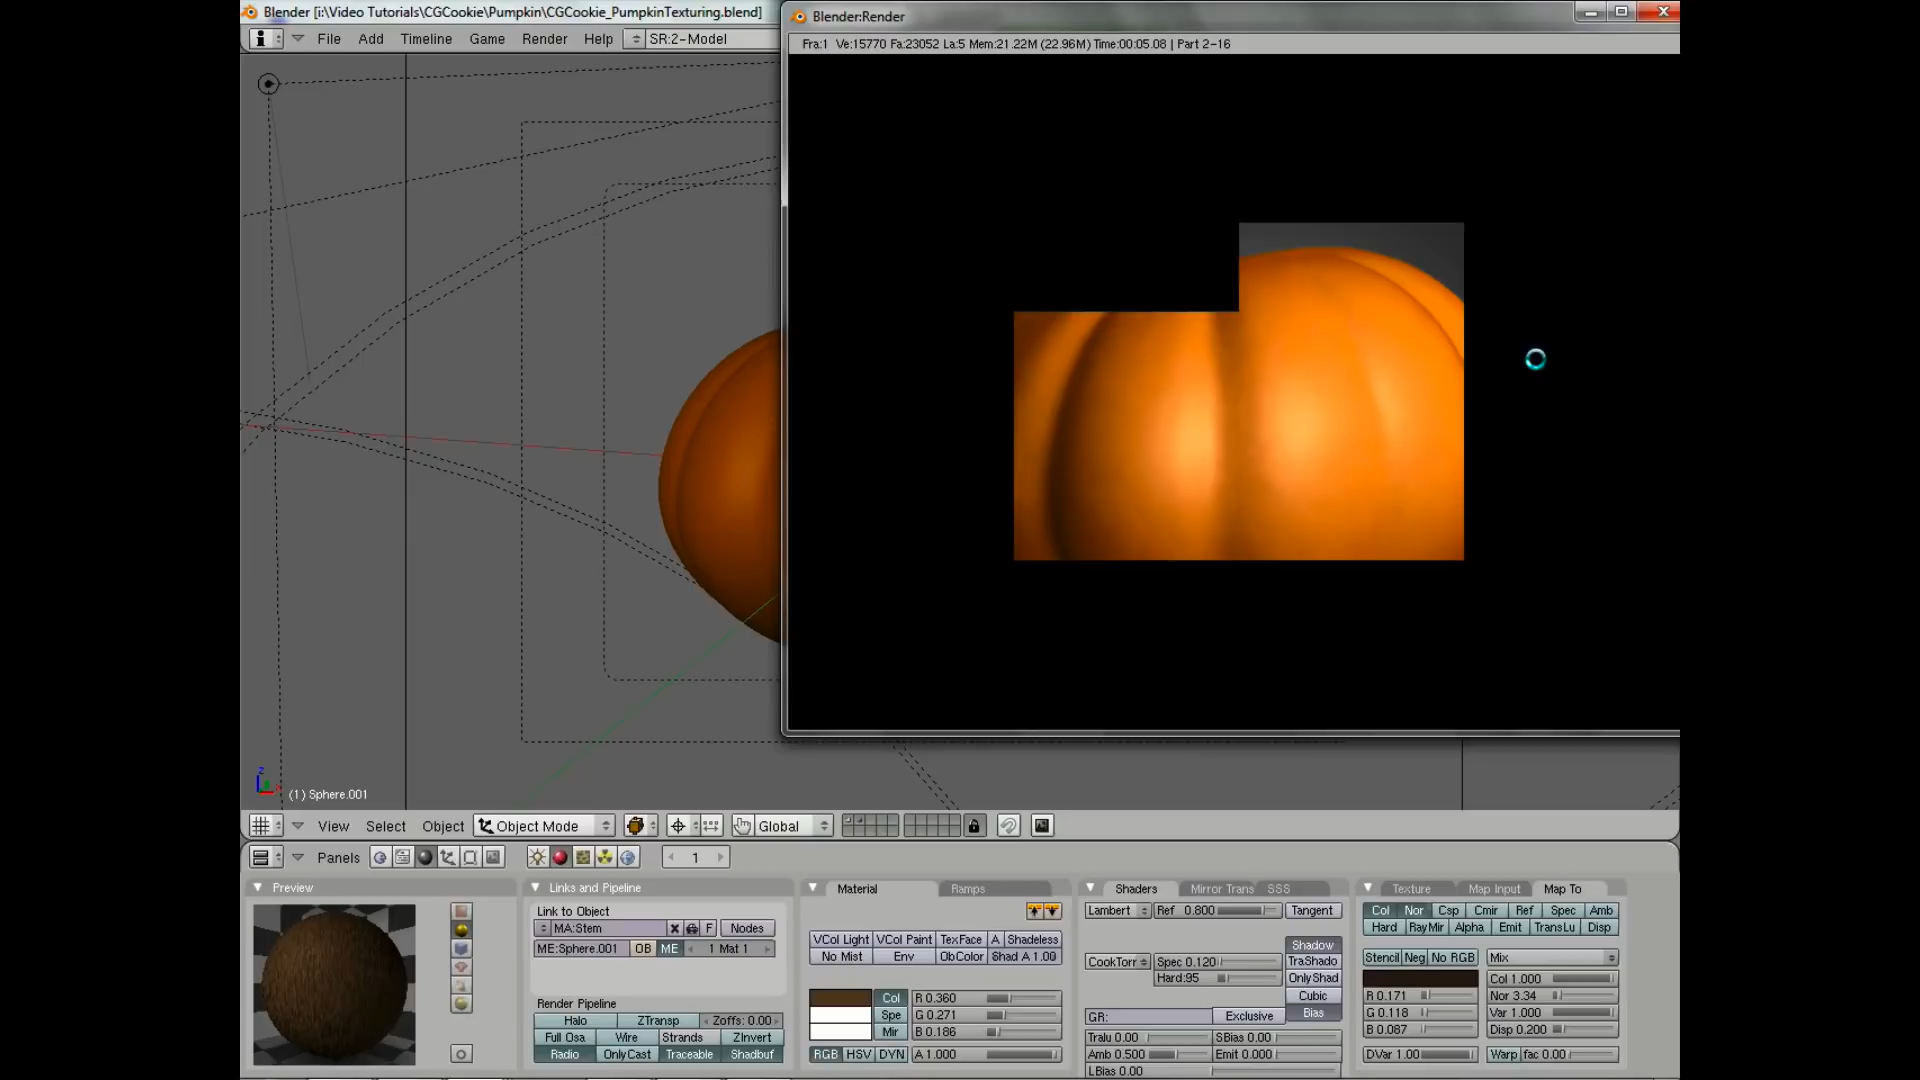 Blender [i:\Video Tutorials\CGCookie\Pumpkin\CGCookie_PumpkinTexturing.blend]
File Add Timeline Game Render Help SR:2-Model
Blender:Render
Fra:1 Ve:15770 Fa:23052 La:5 Mem:21.22M (22.96M) Time:00:05.08 | Part 2-16
z
(1) Sphere.001
View Select Object Object Mode Global
Panels 1
Preview
Links and Pipeline
Link to Object
MA:Stem F Nodes
ME:Sphere.001 OB ME 1 Mat 1
Render Pipeline
Halo ZTransp Zoffs: 0.00
Full Osa Wire Strands ZInvert
Radio OnlyCast Traceable Shadbuf
Material Ramps
VCol Light VCol Paint TexFace A Shadeless
No Mist Env ObColor Shad A 1.00
Col R 0.360
Spe G 0.271
Mir B 0.186
RGB HSV DYN A 1.000
Shaders Mirror Trans SSS
Lambert Ref 0.800 Tangent
Shadow
CookTorr Spec 0.120 TraShado
Hard:95 OnlyShad
Cubic
GR: Exclusive Bias
Tralu 0.00 SBias 0.00
Amb 0.500 Emit 0.000
LBias 0.00
Texture Map Input Map To
Col Nor Csp Cmir Ref Spec Amb
Hard RayMir Alpha Emit TransLu Disp
Stencil Neg No RGB Mix
Col 1.000
R 0.171 Nor 3.34
G 0.118 Var 1.000
B 0.087 Disp 0.200
DVar 1.00 Warp fac 0.00